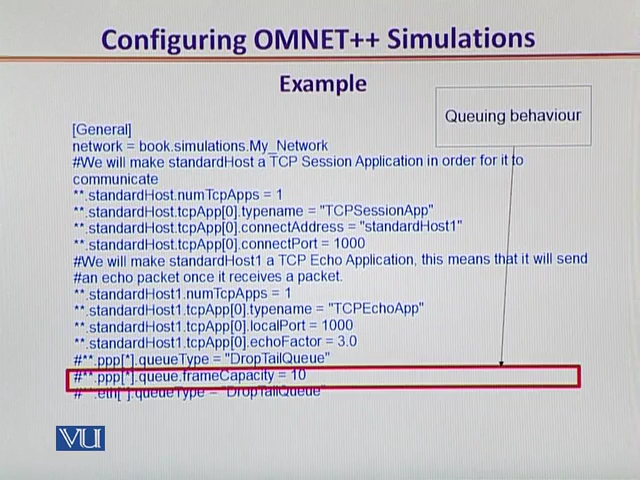 Configuring OMNET++ Simulations
Example
Queuing behaviour
[General]
network = book.simulations.My_Network
#We will make standardHost a TCP Session Application in order for it to
communicate
**.standardHost.numTcpApps = 1
**.standardHost.tcpApp[0].typename = "TCPSessionApp"
**.standardHost.tcpApp[0].connectAddress = "standardHost1"
**.standardHost.tcpApp[0].connectPort = 1000
#We will make standardHost1 a TCP Echo Application, this means that it will send
#an echo packet once it receives a packet.
**.standardHost1.numTcpApps = 1
**.standardHost1.tcpApp[0].typename = "TCPEchoApp"
**.standardHost1.tcpApp[0].localPort = 1000
**.standardHost1.tcpApp[0].echoFactor = 3.0
#**.ppp[*].queueType = "DropTailQueue"
#**.ppp[*].queue.frameCapacity = 10
#**.eth[*].queueType = "DropTailQueue"
VU